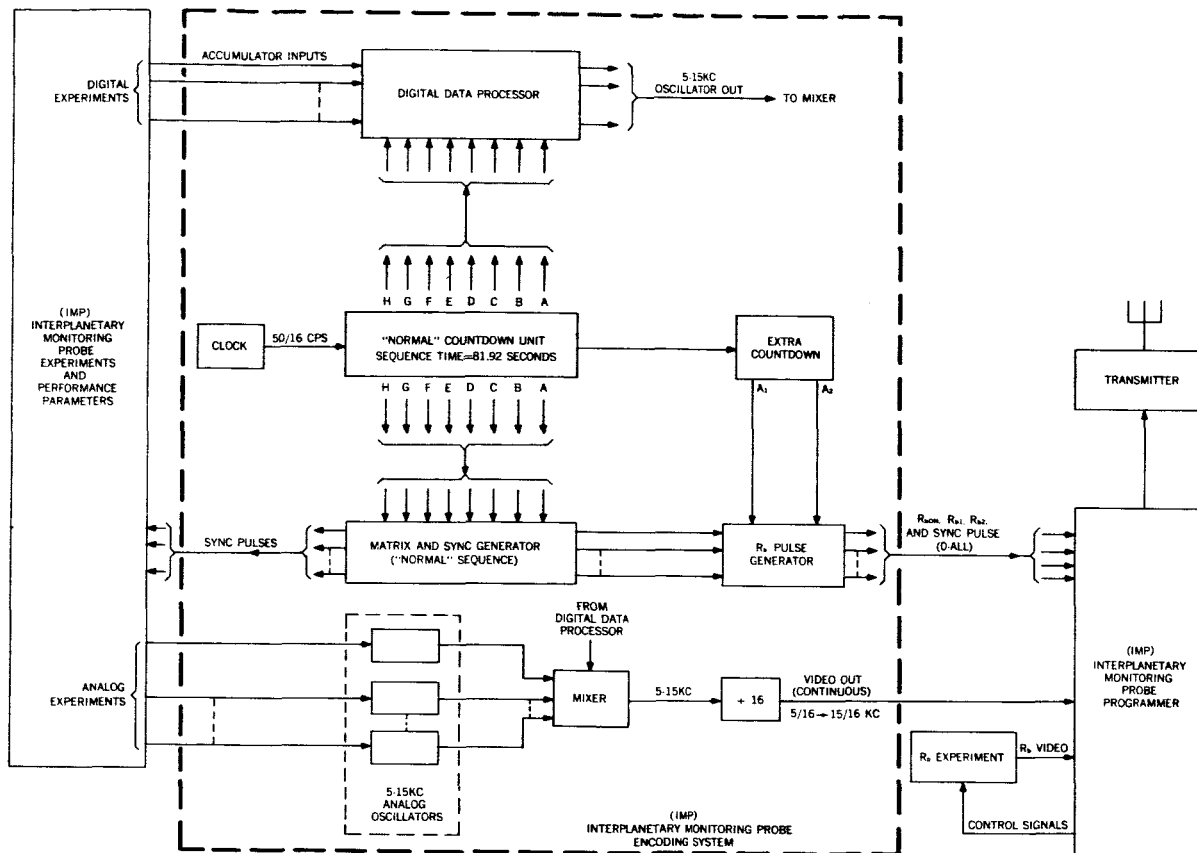 ACCUMULATOR INPUTS
DIGITAL
EXPERIMENTS
DIGITAL DATA PROCESSOR
5-15KC
OSCILLATOR OUT
TO MIXER
H G F E D C B A
(IMP)
INTERPLANETARY
MONITORING
PROBE
EXPERIMENTS
AND
PERFORMANCE
PARAMETERS
CLOCK
50/16 CPS
"NORMAL" COUNTDOWN UNIT
SEQUENCE TIME=81.92 SECONDS
EXTRA
COUNTDOWN
H G F E D C B A
A₁
A₂
TRANSMITTER
SYNC PULSES
MATRIX AND SYNC GENERATOR
("NORMAL" SEQUENCE)
Rb PULSE
GENERATOR
RbON, Rb1, Rb2,
AND SYNC PULSE
(0-ALL)
FROM
DIGITAL DATA
PROCESSOR
ANALOG
EXPERIMENTS
MIXER
5-15KC
÷ 16
VIDEO OUT
(CONTINUOUS)
5/16→15/16 KC
(IMP)
INTERPLANETARY
MONITORING
PROBE
PROGRAMMER
Rb EXPERIMENT
Rb VIDEO
CONTROL SIGNALS
5-15KC
ANALOG
OSCILLATORS
(IMP)
INTERPLANETARY MONITORING PROBE
ENCODING SYSTEM